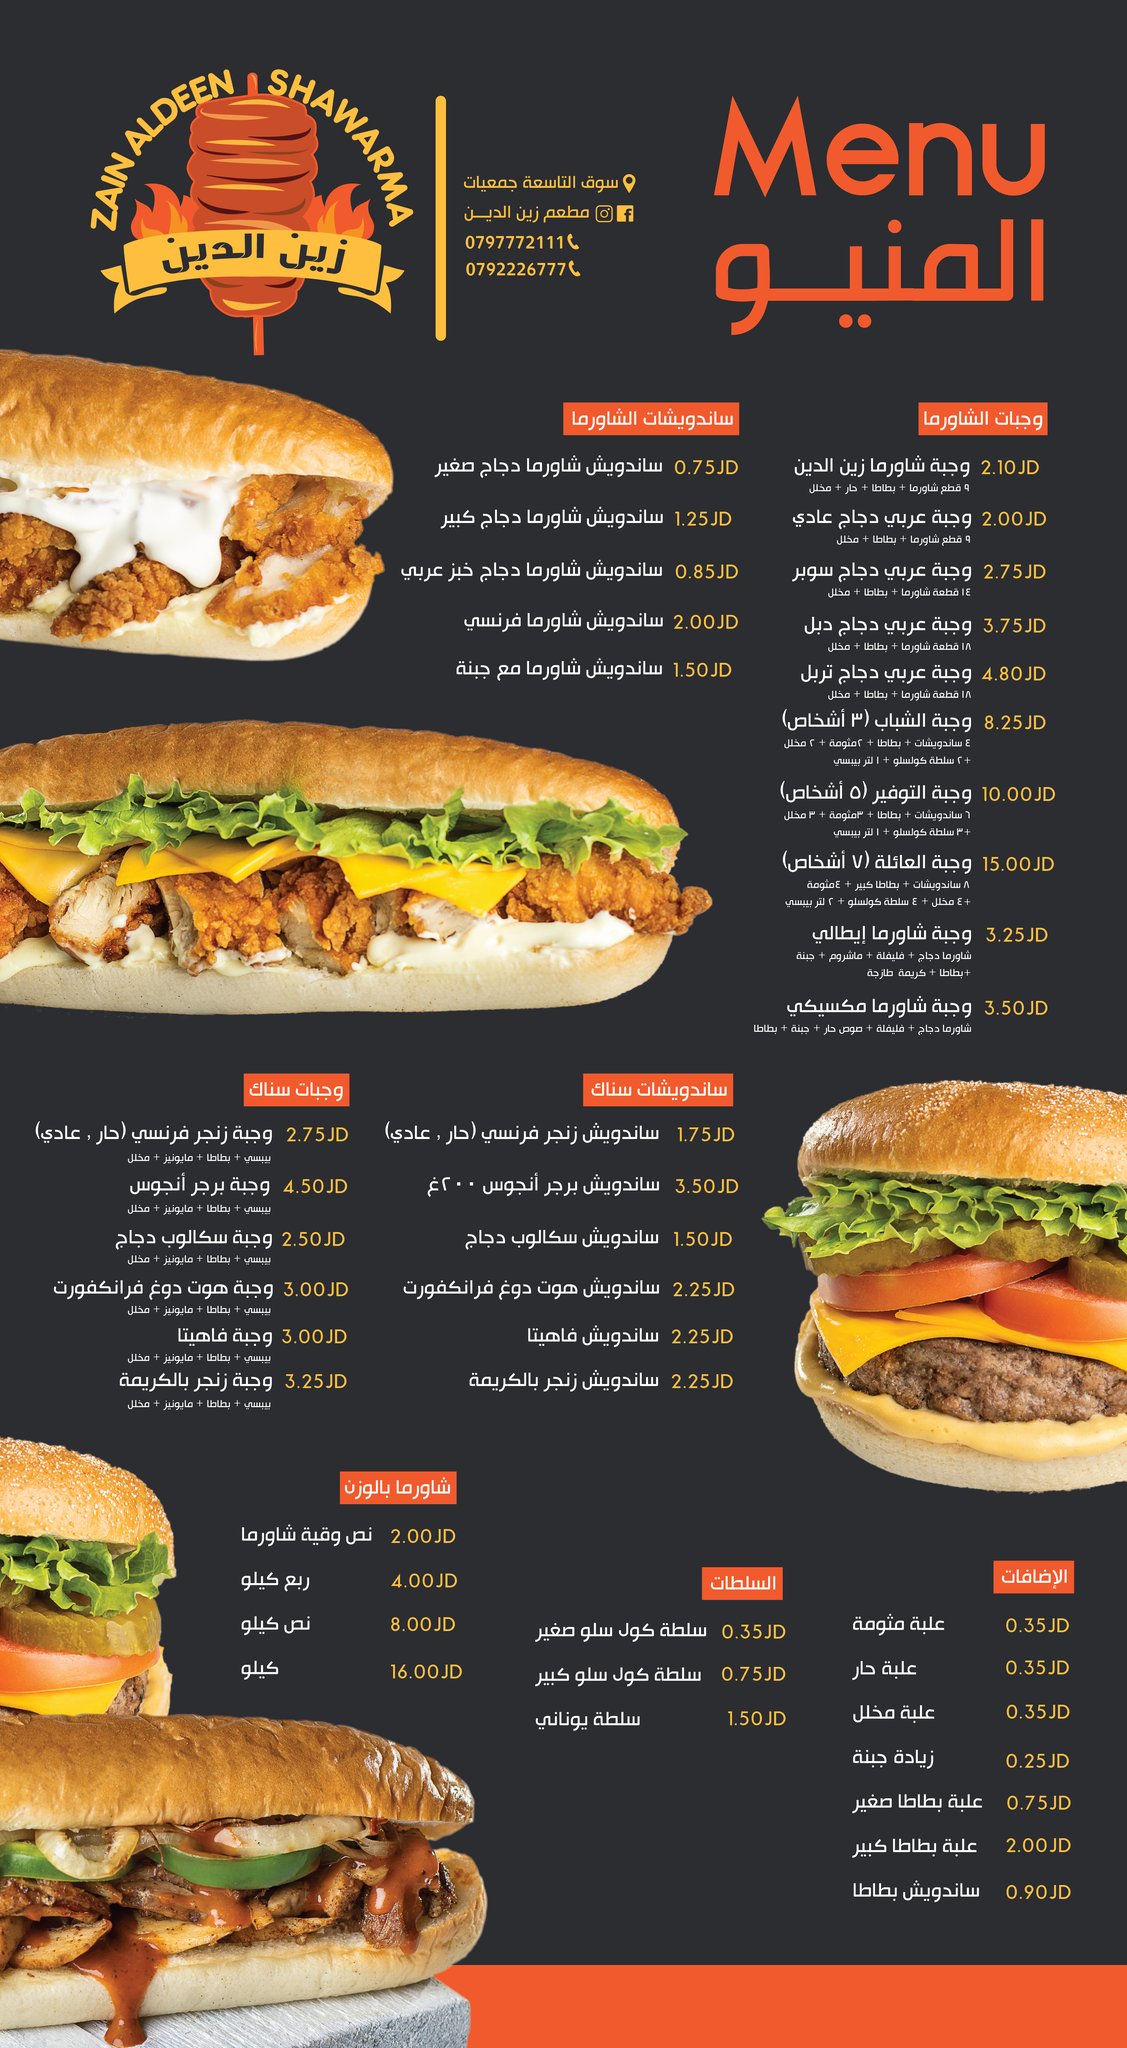 ZAIN ALDEEN SHAWARMA
زين الدين
سوق التاسعة جمعيات
مطعم زين الديـــن
0797772111
0792226777
Menu
المنيـــو
وجبات الشاورما
وجبة شاورما زين الدين 2.10JD
٩ قطع شاورما + بطاطا + حار + مخلل
وجبة عربي دجاج عادي 2.00JD
٩ قطع شاورما + بطاطا + مخلل
وجبة عربي دجاج سوبر 2.75JD
١٤ قطعة شاورما + بطاطا + مخلل
وجبة عربي دجاج دبل 3.75JD
١٨ قطعة شاورما + بطاطا + مخلل
وجبة عربي دجاج تربل 4.80JD
١٨ قطعة شاورما + بطاطا + مخلل
وجبة الشباب (٣ أشخاص) 8.25JD
٤ ساندويشات + بطاطا + ٢مثومة + ٢ مخلل
+٢ سلطة كولسلو + ١ لتر بيبسي
وجبة التوفير (٥ أشخاص) 10.00JD
٦ ساندويشات + بطاطا + ٣مثومة + ٣ مخلل
+٣ سلطة كولسلو + ١ لتر بيبسي
وجبة العائلة (٧ أشخاص) 15.00JD
٨ ساندويشات + بطاطا كبير + ٤مثومة
+٤ مخلل + ٤ سلطة كولسلو + ٢ لتر بيبسي
وجبة شاورما إيطالي 3.25JD
شاورما دجاج + فليفلة + ماشروم + جبنة
+بطاطا + كريمة طازجة
وجبة شاورما مكسيكي 3.50JD
شاورما دجاج + فليفلة + صوص حار + جبنة + بطاطا
ساندويشات الشاورما
ساندويش شاورما دجاج صغير 0.75JD
ساندويش شاورما دجاج كبير 1.25JD
ساندويش شاورما دجاج خبز عربي 0.85JD
ساندويش شاورما فرنسي 2.00JD
ساندويش شاورما مع جبنة 1.50JD
ساندويشات سناك
ساندويش زنجر فرنسي (حار , عادي) 1.75JD
ساندويش برجر أنجوس ٢٠٠غ 3.50JD
ساندويش سكالوب دجاج 1.50JD
ساندويش هوت دوغ فرانكفورت 2.25JD
ساندويش فاهيتا 2.25JD
ساندويش زنجر بالكريمة 2.25JD
وجبات سناك
وجبة زنجر فرنسي (حار , عادي) 2.75JD
بيبسي + بطاطا + مايونيز + مخلل
وجبة برجر أنجوس 4.50JD
بيبسي + بطاطا + مايونيز + مخلل
وجبة سكالوب دجاج 2.50JD
بيبسي + بطاطا + مايونيز + مخلل
وجبة هوت دوغ فرانكفورت 3.00JD
بيبسي + بطاطا + مايونيز + مخلل
وجبة فاهيتا 3.00JD
بيبسي + بطاطا + مايونيز + مخلل
وجبة زنجر بالكريمة 3.25JD
بيبسي + بطاطا + مايونيز + مخلل
شاورما بالوزن
نص وقية شاورما 2.00JD
ربع كيلو 4.00JD
نص كيلو 8.00JD
كيلو 16.00JD
السلطات
سلطة كول سلو صغير 0.35JD
سلطة كول سلو كبير 0.75JD
سلطة يوناني 1.50JD
الإضافات
علبة مثومة 0.35JD
علبة حار 0.35JD
علبة مخلل 0.35JD
زيادة جبنة 0.25JD
علبة بطاطا صغير 0.75JD
علبة بطاطا كبير 2.00JD
ساندويش بطاطا 0.90JD